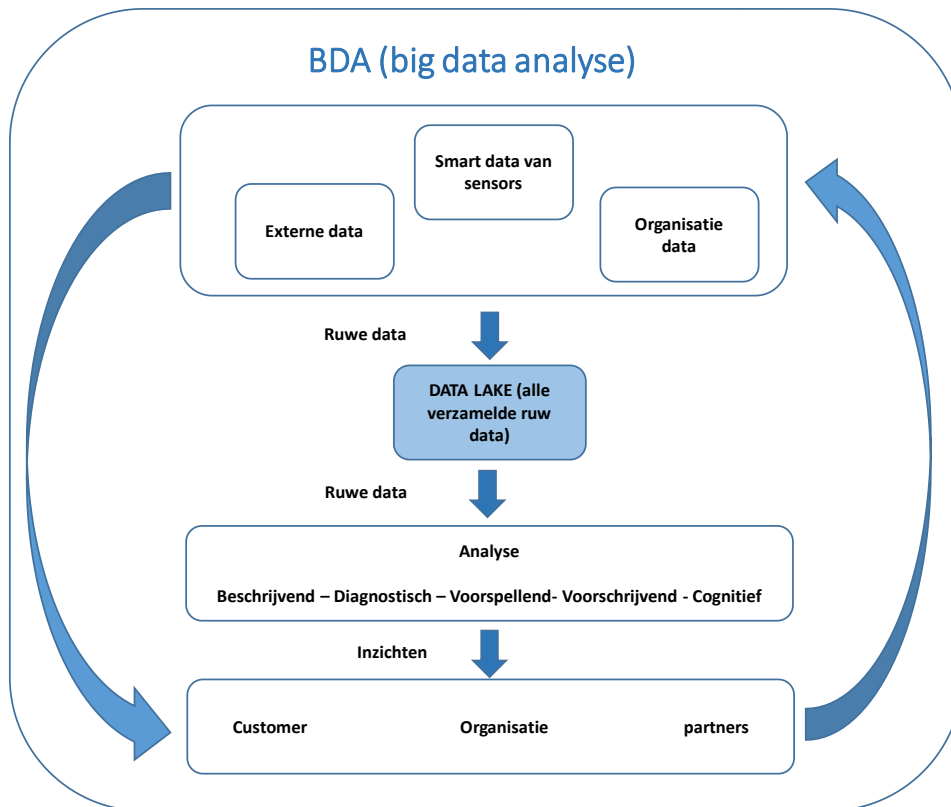 BDA (big data analyse)
Smart data van
sensors
Externe data
Organisatie
data
Ruwe data
DATA LAKE (alle
verzamelde ruw
data)
Ruwe data
Analyse
Beschrijvend – Diagnostisch – Voorspellend- Voorschrijvend - Cognitief
Inzichten
Customer Organisatie partners